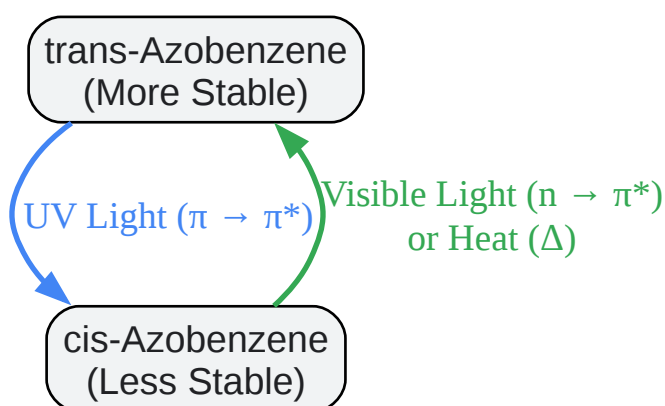 trans-Azobenzene
(More Stable)
UV Light (π → π*)
Visible Light (n → π*)
or Heat (Δ)
cis-Azobenzene
(Less Stable)